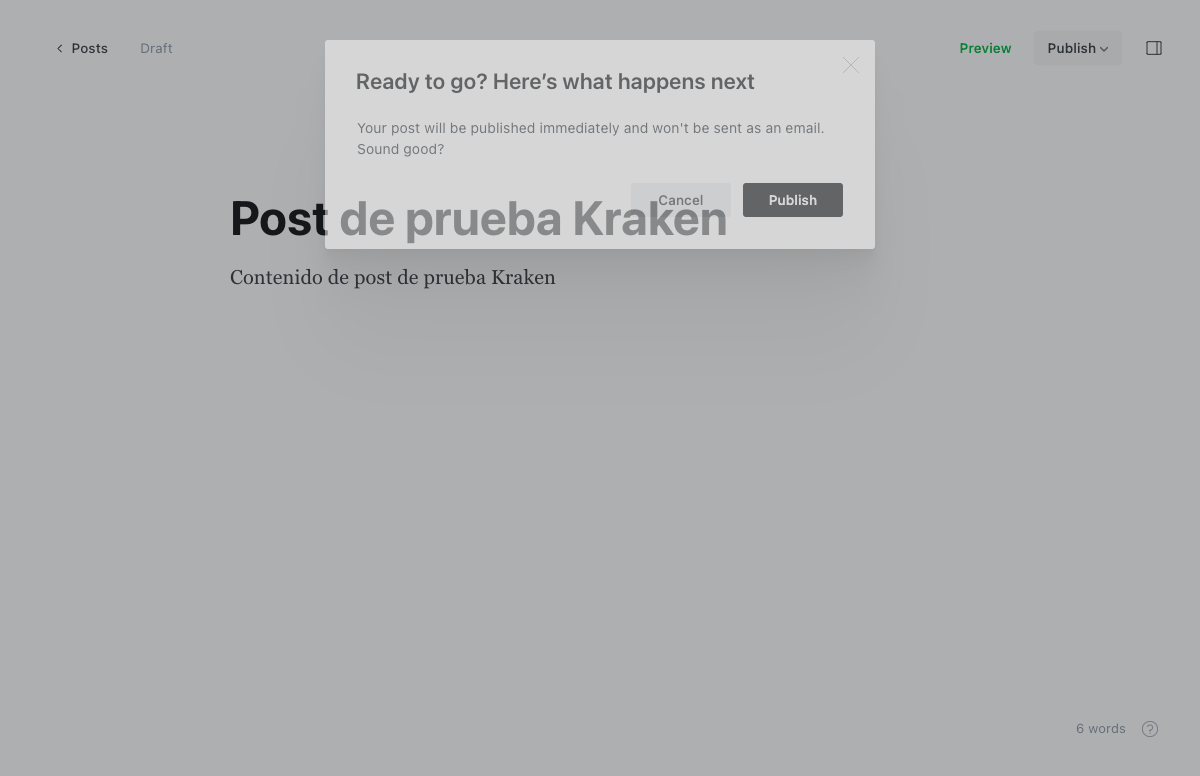 Posts
Draft
Preview
Publish
Ready to go? Here’s what happens next
Your post will be published immediately and won't be sent as an email.
Sound good?
Cancel
Publish
Post de prueba Kraken
Contenido de post de prueba Kraken
6 words
?